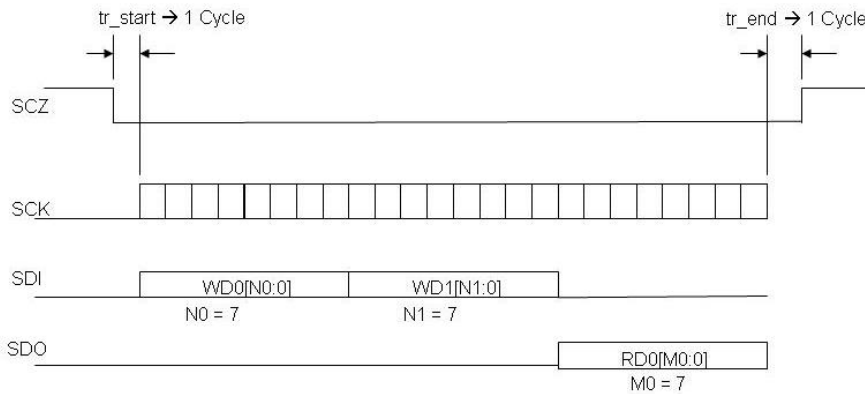 tr_start → 1 Cycle
tr_end → 1 Cycle
SCZ
SCK
SDI
WD0[N0:0]
WD1[N1:0]
N0 = 7
N1 = 7
SDO
RD0[M0:0]
M0 = 7